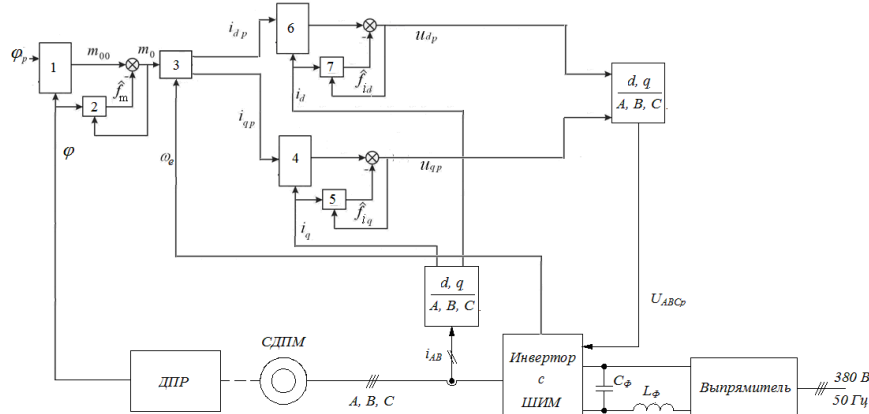 φp
1
m00
m0
3
2
f̂m
φ
ωe
idp
6
7
f̂id
id
udp
iqp
4
5
f̂iq
iq
uqp
d, q
A, B, C
d, q
A, B, C
UABCp
iAB
СДПМ
ДПР
A, B, C
Инвертор
с
ШИМ
Cф
Lф
Выпрямитель
380 В
50 Гц